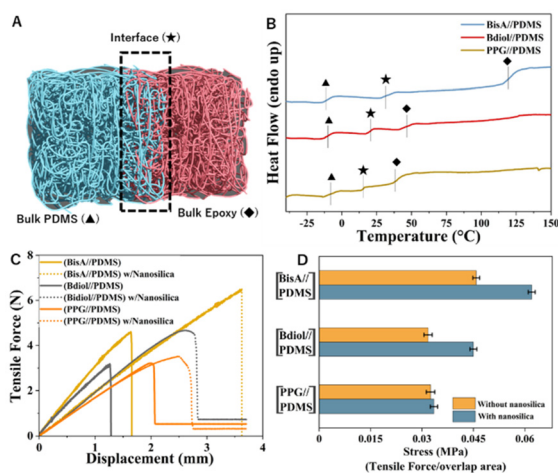 A
Interface (★)
Bulk PDMS (▲)
Bulk Epoxy (◆)
B
BisA//PDMS
Bdiol//PDMS
PPG//PDMS
Heat Flow (endo up)
-25 0 25 50 75 100 125 150
Temperature (°C)
C
(BisA//PDMS)
(BisA//PDMS) w/Nanosilica
(Bdiol//PDMS)
(Bidiol//PDMS) w/Nanosilica
(PPG//PDMS)
(PPG//PDMS) w/Nanosilica
Tensile Force (N)
8
6
4
2
0
0 1 2 3 4
Displacement (mm)
D
[BisA//
PDMS]
[Bdiol//
PDMS]
[PPG//
PDMS]
Without nanosilica
With nanosilica
0 0.015 0.03 0.045 0.06
Stress (MPa)
(Tensile Force/overlap area)